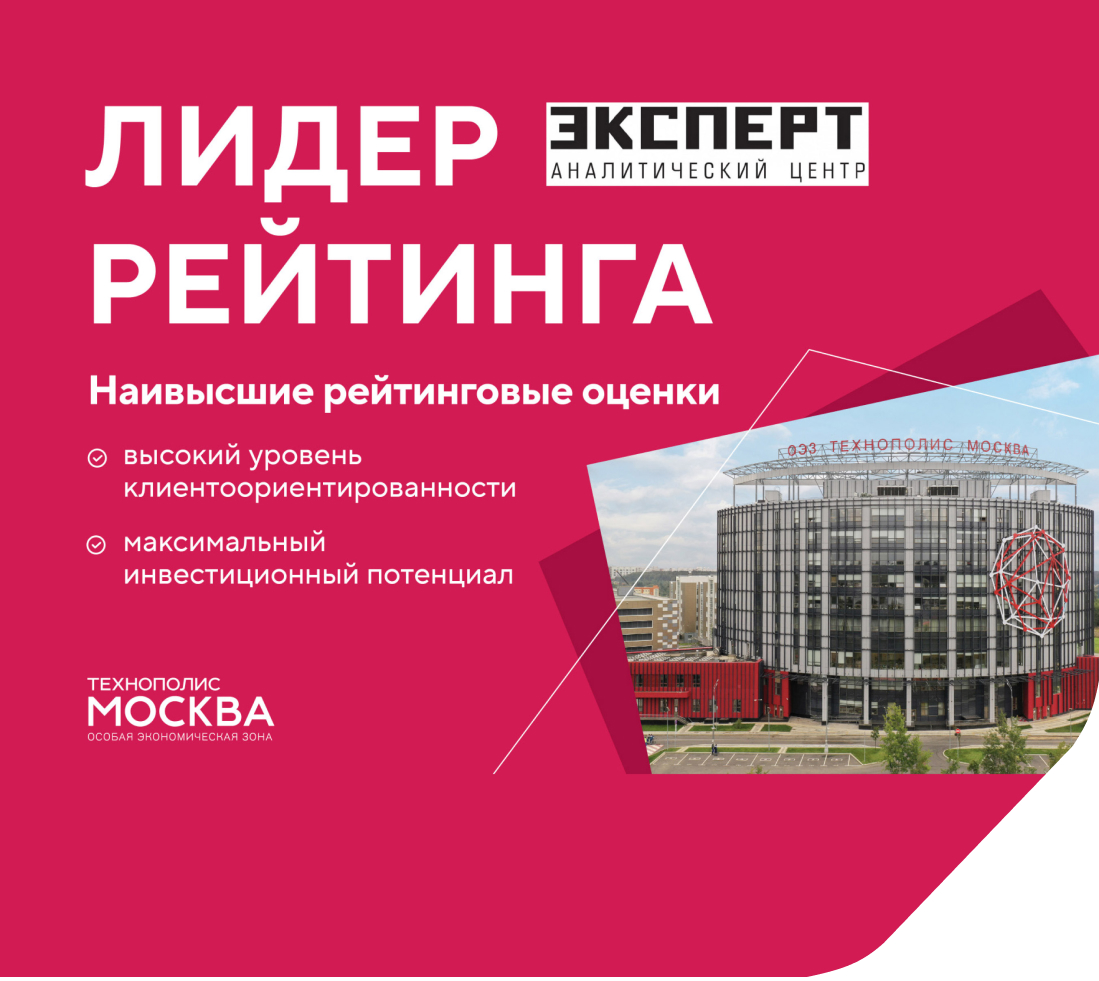 ЛИДЕР
ЭКСПЕРТ
АНАЛИТИЧЕСКИЙ ЦЕНТР
РЕЙТИНГА
Наивысшие рейтинговые оценки
высокий уровень
клиентоориентированности
максимальный
инвестиционный потенциал
ОЭЗ ТЕХНОПОЛИС МОСКВА
ТЕХНОПОЛИС
МОСКВА
ОСОБАЯ ЭКОНОМИЧЕСКАЯ ЗОНА